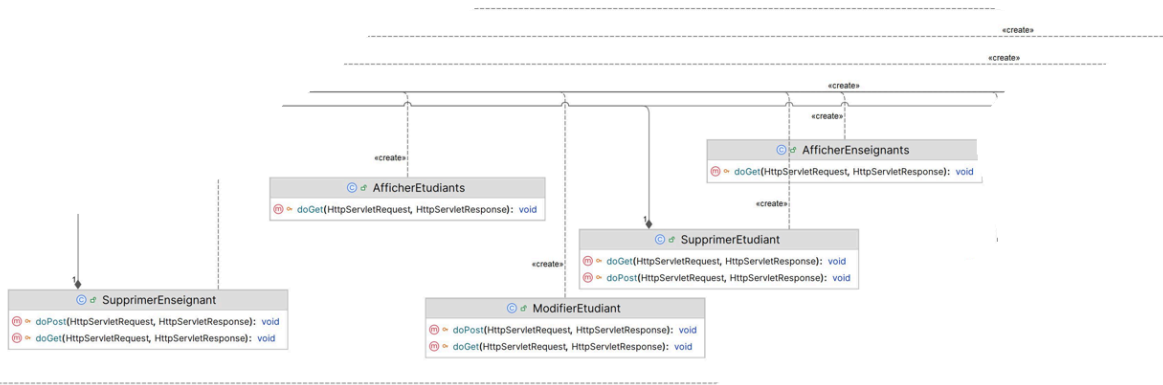 «create»
«create»
«create»
«create»
AfficherEnseignants
m doGet(HttpServletRequest, HttpServletResponse): void
«create»
C AfficherEtudiants
m doGet(HttpServletRequest, HttpServletResponse): void
«create»
1
C SupprimerEtudiant
m doGet(HttpServletRequest, HttpServletResponse): void
m doPost(HttpServletRequest, HttpServletResponse): void
«create»
1
C SupprimerEnseignant
m doPost(HttpServletRequest, HttpServletResponse): void
m doGet(HttpServletRequest, HttpServletResponse): void
C ModifierEtudiant
m doPost(HttpServletRequest, HttpServletResponse): void
m doGet(HttpServletRequest, HttpServletResponse): void